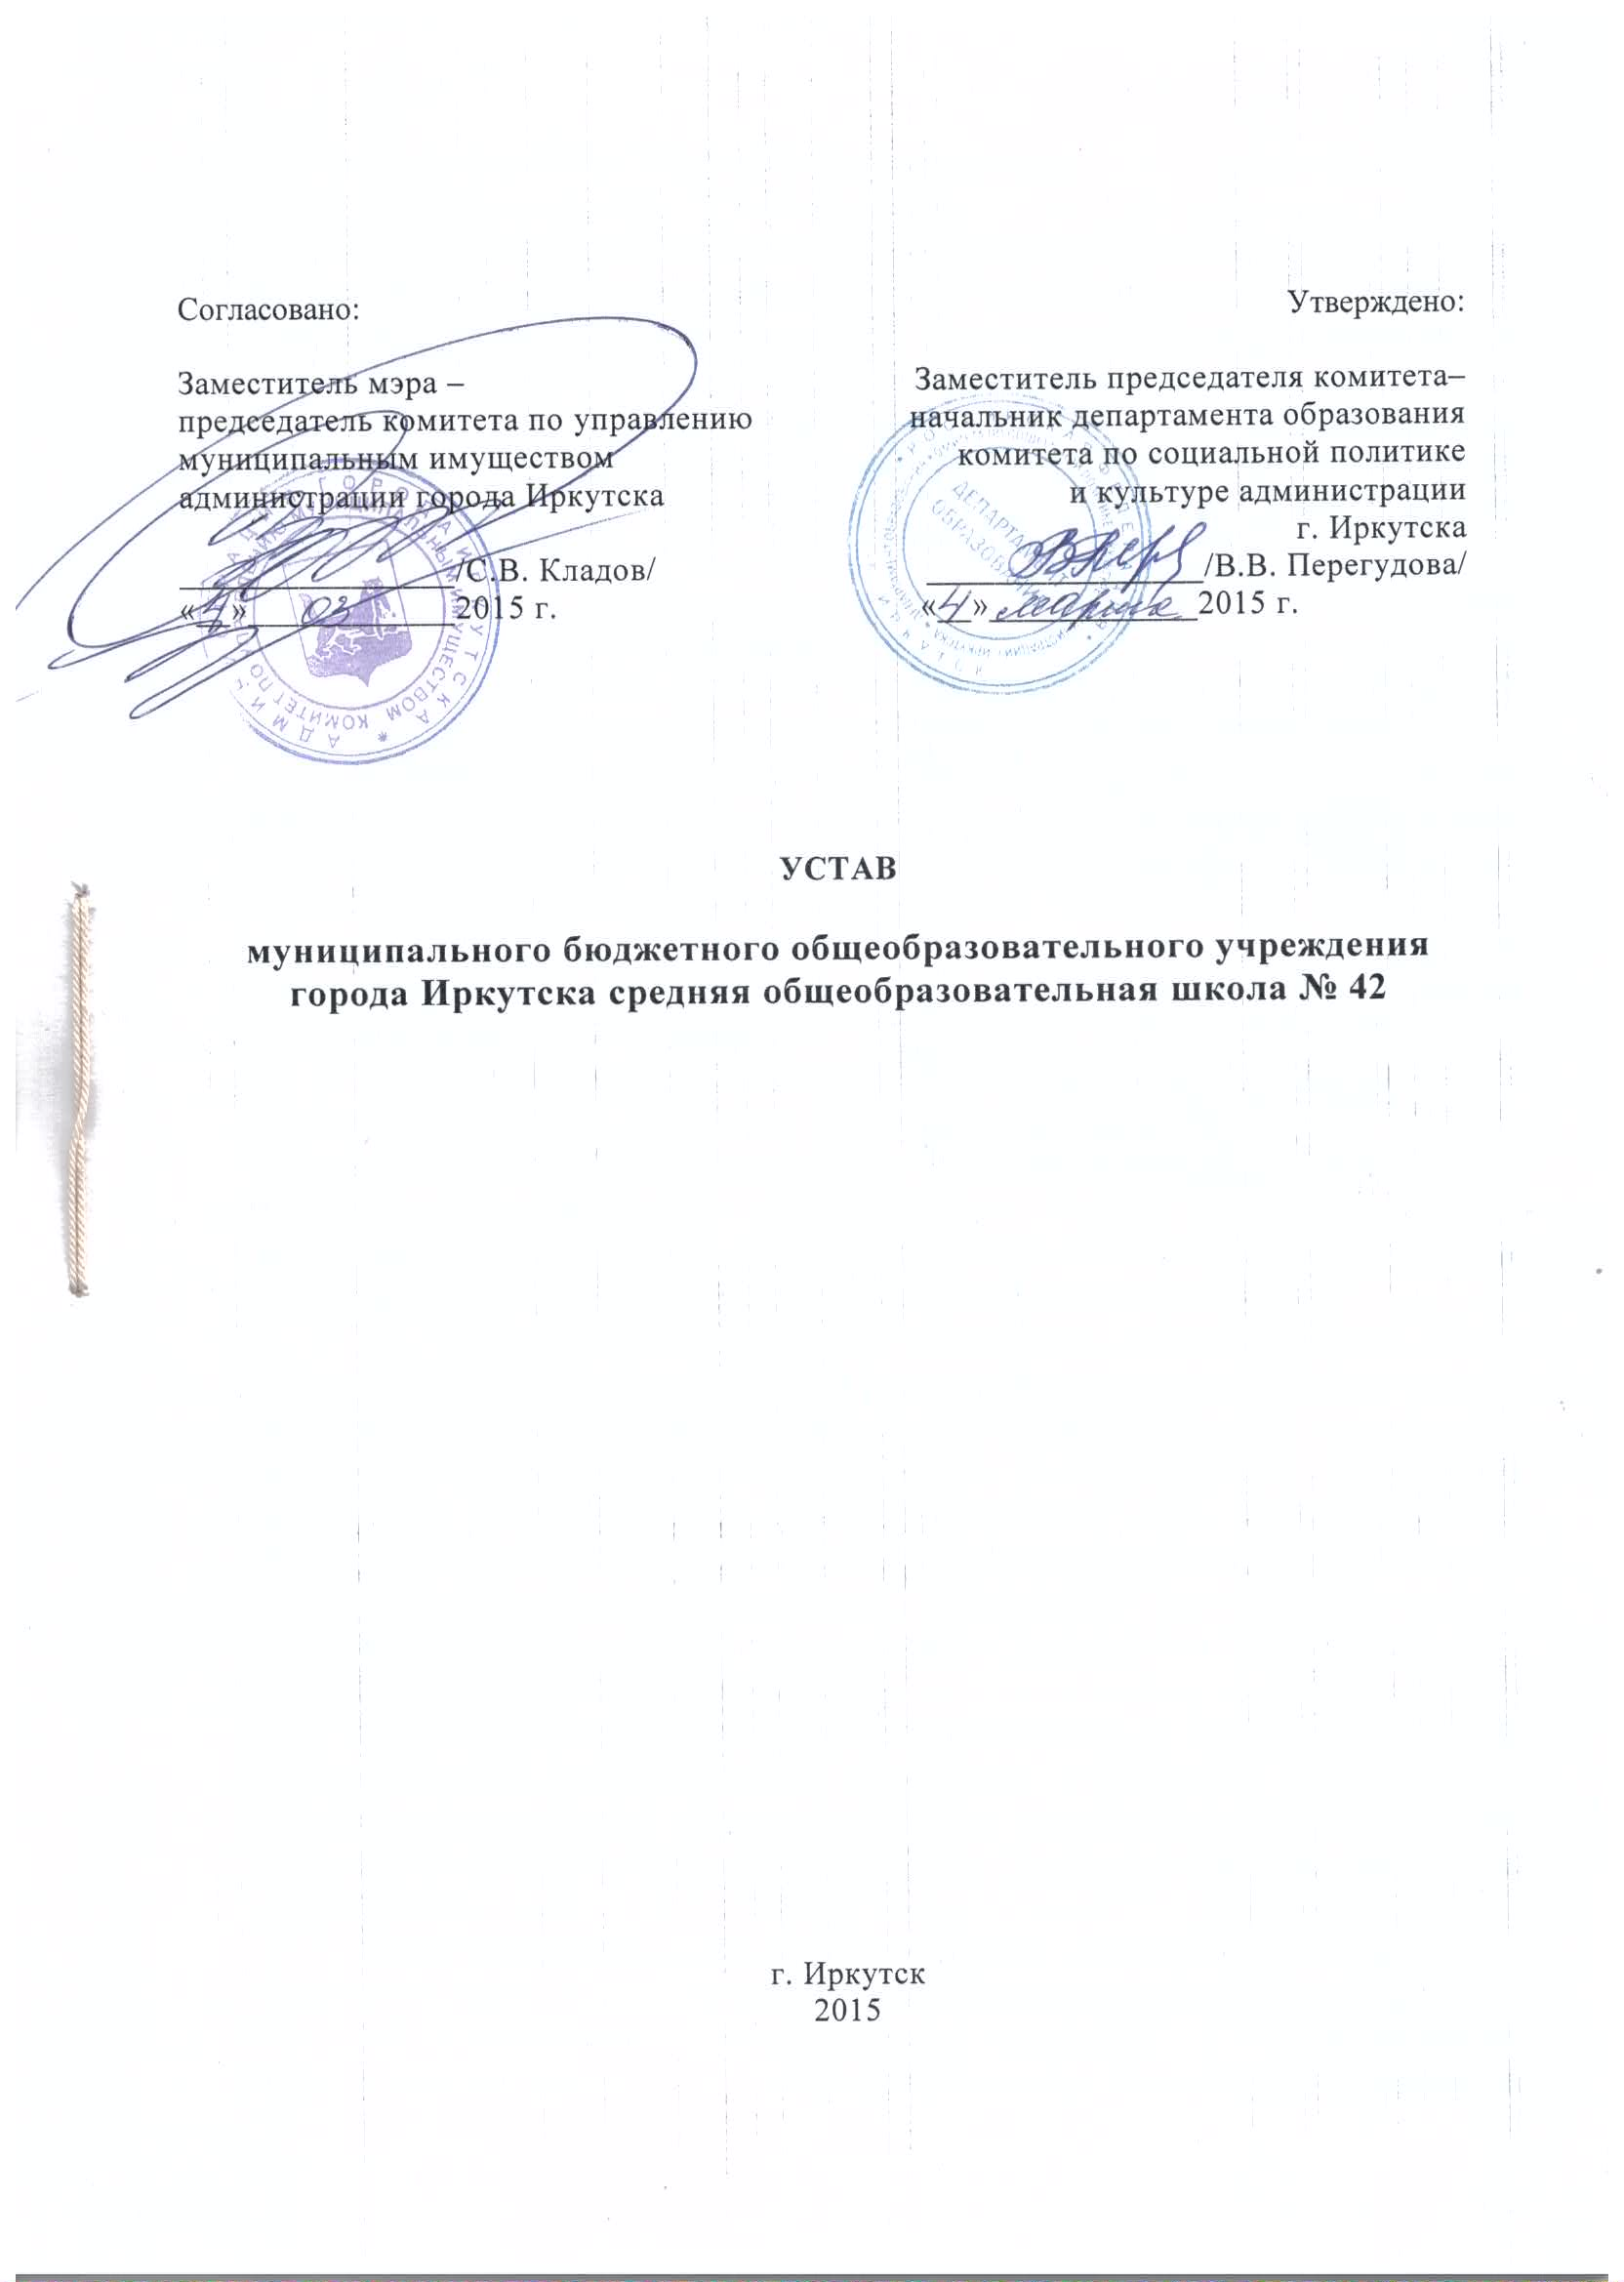 Согласовано:
Заместитель мэра –
председатель комитета по управлению
муниципальным имуществом
администрации города Иркутска
/С.В. Кладов/
«4» 03 2015 г.
Утверждено:
Заместитель председателя комитета–
начальник департамента образования
комитета по социальной политике
и культуре администрации
г. Иркутска
/В.В. Перегудова/
«4» марта 2015 г.
УСТАВ
муниципального бюджетного общеобразовательного учреждения
города Иркутска средняя общеобразовательная школа № 42
г. Иркутск
2015